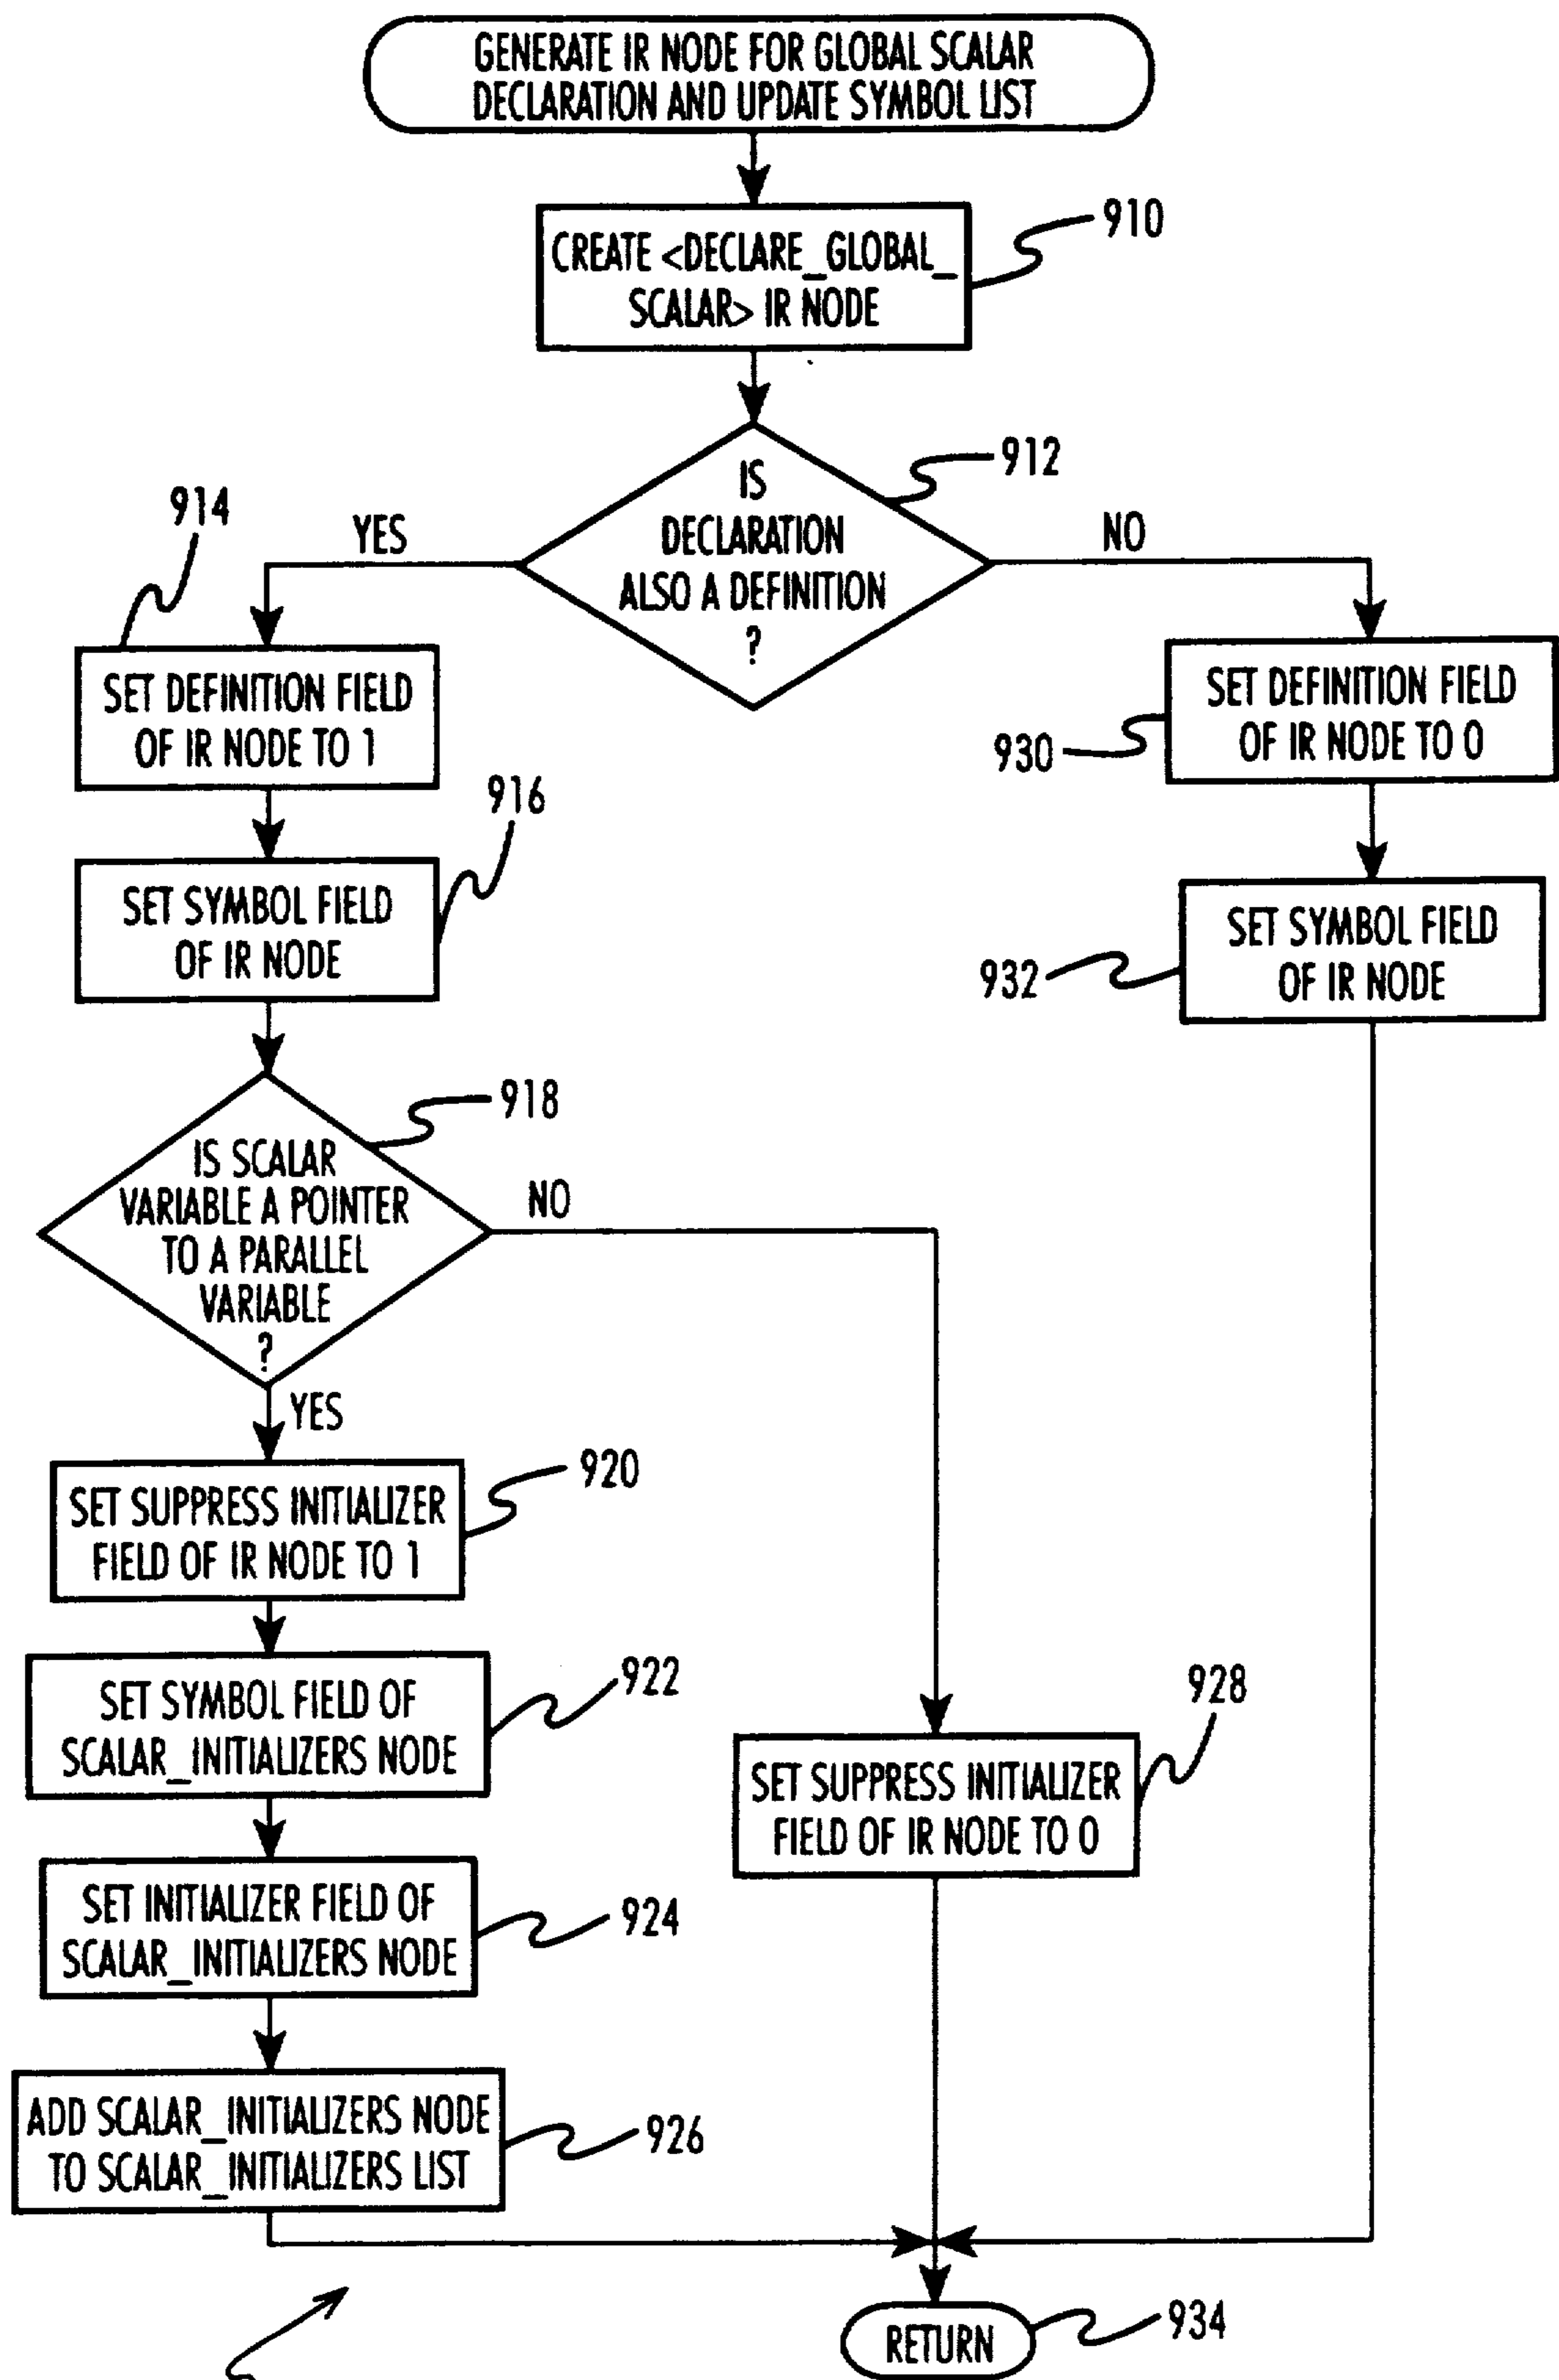 GENERATE IR NODE FOR GLOBAL SCALAR
DECLARATION AND UPDATE SYMBOL LIST
CREATE <DECLARE_GLOBAL_
SCALAR> IR NODE
910
IS
DECLARATION
ALSO A DEFINITION
?
912
YES
NO
914
SET DEFINITION FIELD
OF IR NODE TO 1
SET DEFINITION FIELD
OF IR NODE TO 0
930
916
SET SYMBOL FIELD
OF IR NODE
SET SYMBOL FIELD
OF IR NODE
932
918
IS SCALAR
VARIABLE A POINTER
TO A PARALLEL
VARIABLE
?
NO
YES
920
SET SUPPRESS INITIALIZER
FIELD OF IR NODE TO 1
922
SET SYMBOL FIELD OF
SCALAR_INITIALIZERS NODE
928
SET SUPPRESS INITIALIZER
FIELD OF IR NODE TO 0
SET INITIALIZER FIELD OF
SCALAR_INITIALIZERS NODE
924
ADD SCALAR_INITIALIZERS NODE
TO SCALAR_INITIALIZERS LIST
926
RETURN
934